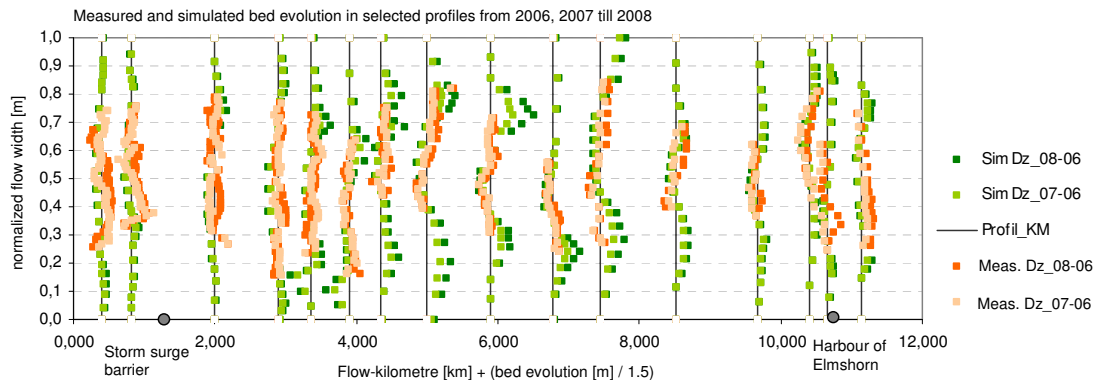 Measured and simulated bed evolution in selected profiles from 2006, 2007 till 2008
normalized flow width [m]
1,0
0,9
0,8
0,7
0,6
0,5
0,4
0,3
0,2
0,1
0,0
0,000
2,000
4,000
6,000
8,000
10,000
12,000
Storm surge
barrier
Harbour of
Elmshorn
Flow-kilometre [km] + (bed evolution [m] / 1.5)
Sim Dz_08-06
Sim Dz_07-06
Profil_KM
Meas. Dz_08-06
Meas. Dz_07-06